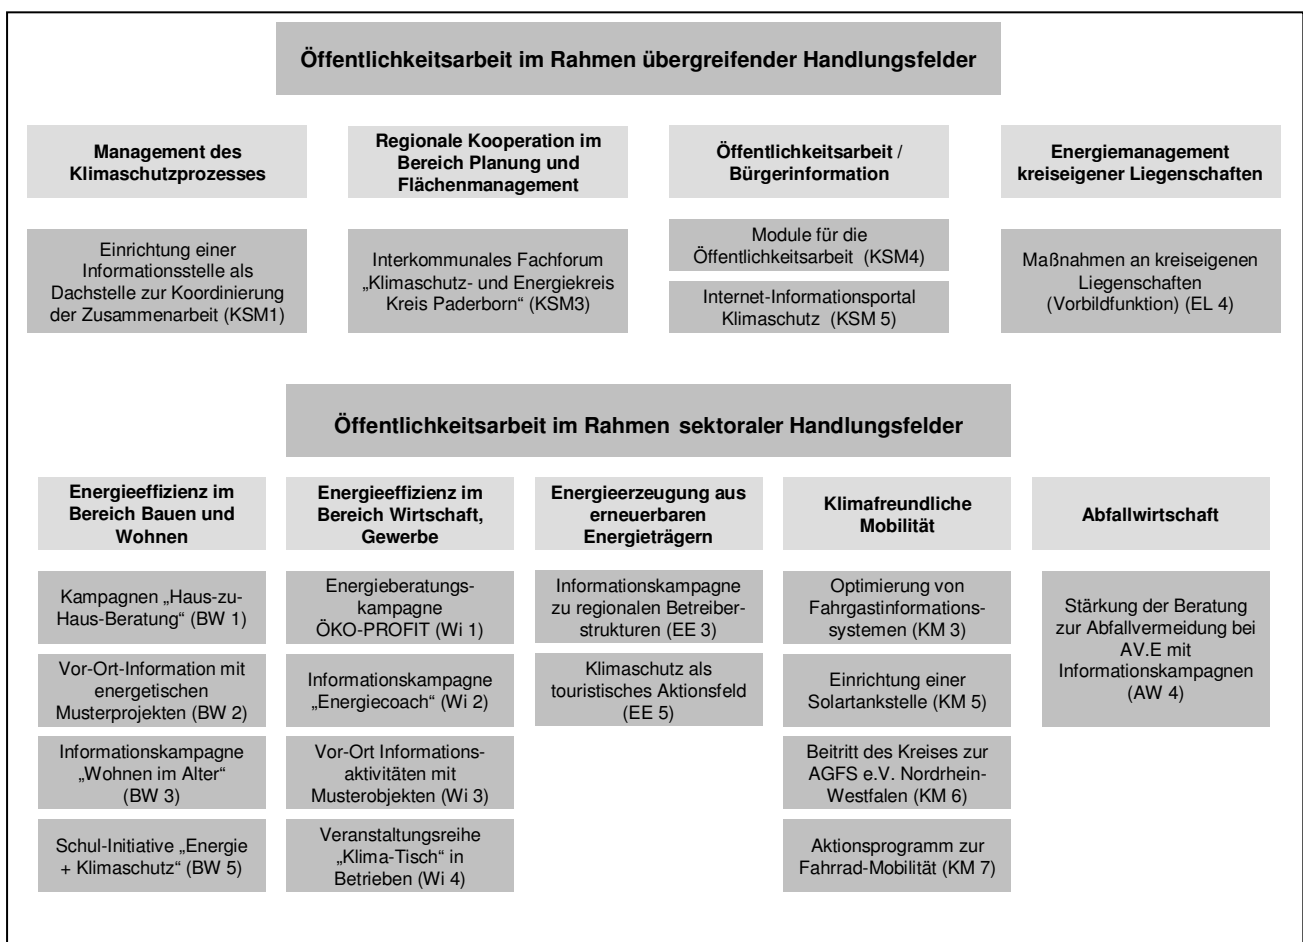 Öffentlichkeitsarbeit im Rahmen übergreifender Handlungsfelder
Management des
Klimaschutzprozesses
Regionale Kooperation im
Bereich Planung und
Flächenmanagement
Öffentlichkeitsarbeit /
Bürgerinformation
Energiemanagement
kreiseigener Liegenschaften
Einrichtung einer
Informationsstelle als
Dachstelle zur Koordinierung
der Zusammenarbeit (KSM1)
Interkommunales Fachforum
„Klimaschutz- und Energiekreis
Kreis Paderborn“ (KSM3)
Module für die
Öffentlichkeitsarbeit (KSM4)
Internet-Informationsportal
Klimaschutz (KSM 5)
Maßnahmen an kreiseigenen
Liegenschaften
(Vorbildfunktion) (EL 4)
Öffentlichkeitsarbeit im Rahmen sektoraler Handlungsfelder
Energieeffizienz im
Bereich Bauen und
Wohnen
Energieeffizienz im
Bereich Wirtschaft,
Gewerbe
Energieerzeugung aus
erneuerbaren
Energieträgern
Klimafreundliche
Mobilität
Abfallwirtschaft
Kampagnen „Haus-zu-
Haus-Beratung“ (BW 1)
Vor-Ort-Information mit
energetischen
Musterprojekten (BW 2)
Informationskampagne
„Wohnen im Alter“
(BW 3)
Schul-Initiative „Energie
+ Klimaschutz“ (BW 5)
Energieberatungs-
kampagne
ÖKO-PROFIT (Wi 1)
Informationskampagne
„Energiecoach“ (Wi 2)
Vor-Ort Informations-
aktivitäten mit
Musterobjekten (Wi 3)
Veranstaltungsreihe
„Klima-Tisch“ in
Betrieben (Wi 4)
Informationskampagne
zu regionalen Betreiber-
strukturen (EE 3)
Klimaschutz als
touristisches Aktionsfeld
(EE 5)
Optimierung von
Fahrgastinformations-
systemen (KM 3)
Einrichtung einer
Solartankstelle (KM 5)
Beitritt des Kreises zur
AGFS e.V. Nordrhein-
Westfalen (KM 6)
Aktionsprogramm zur
Fahrrad-Mobilität (KM 7)
Stärkung der Beratung
zur Abfallvermeidung bei
AV.E mit
Informationskampagnen
(AW 4)